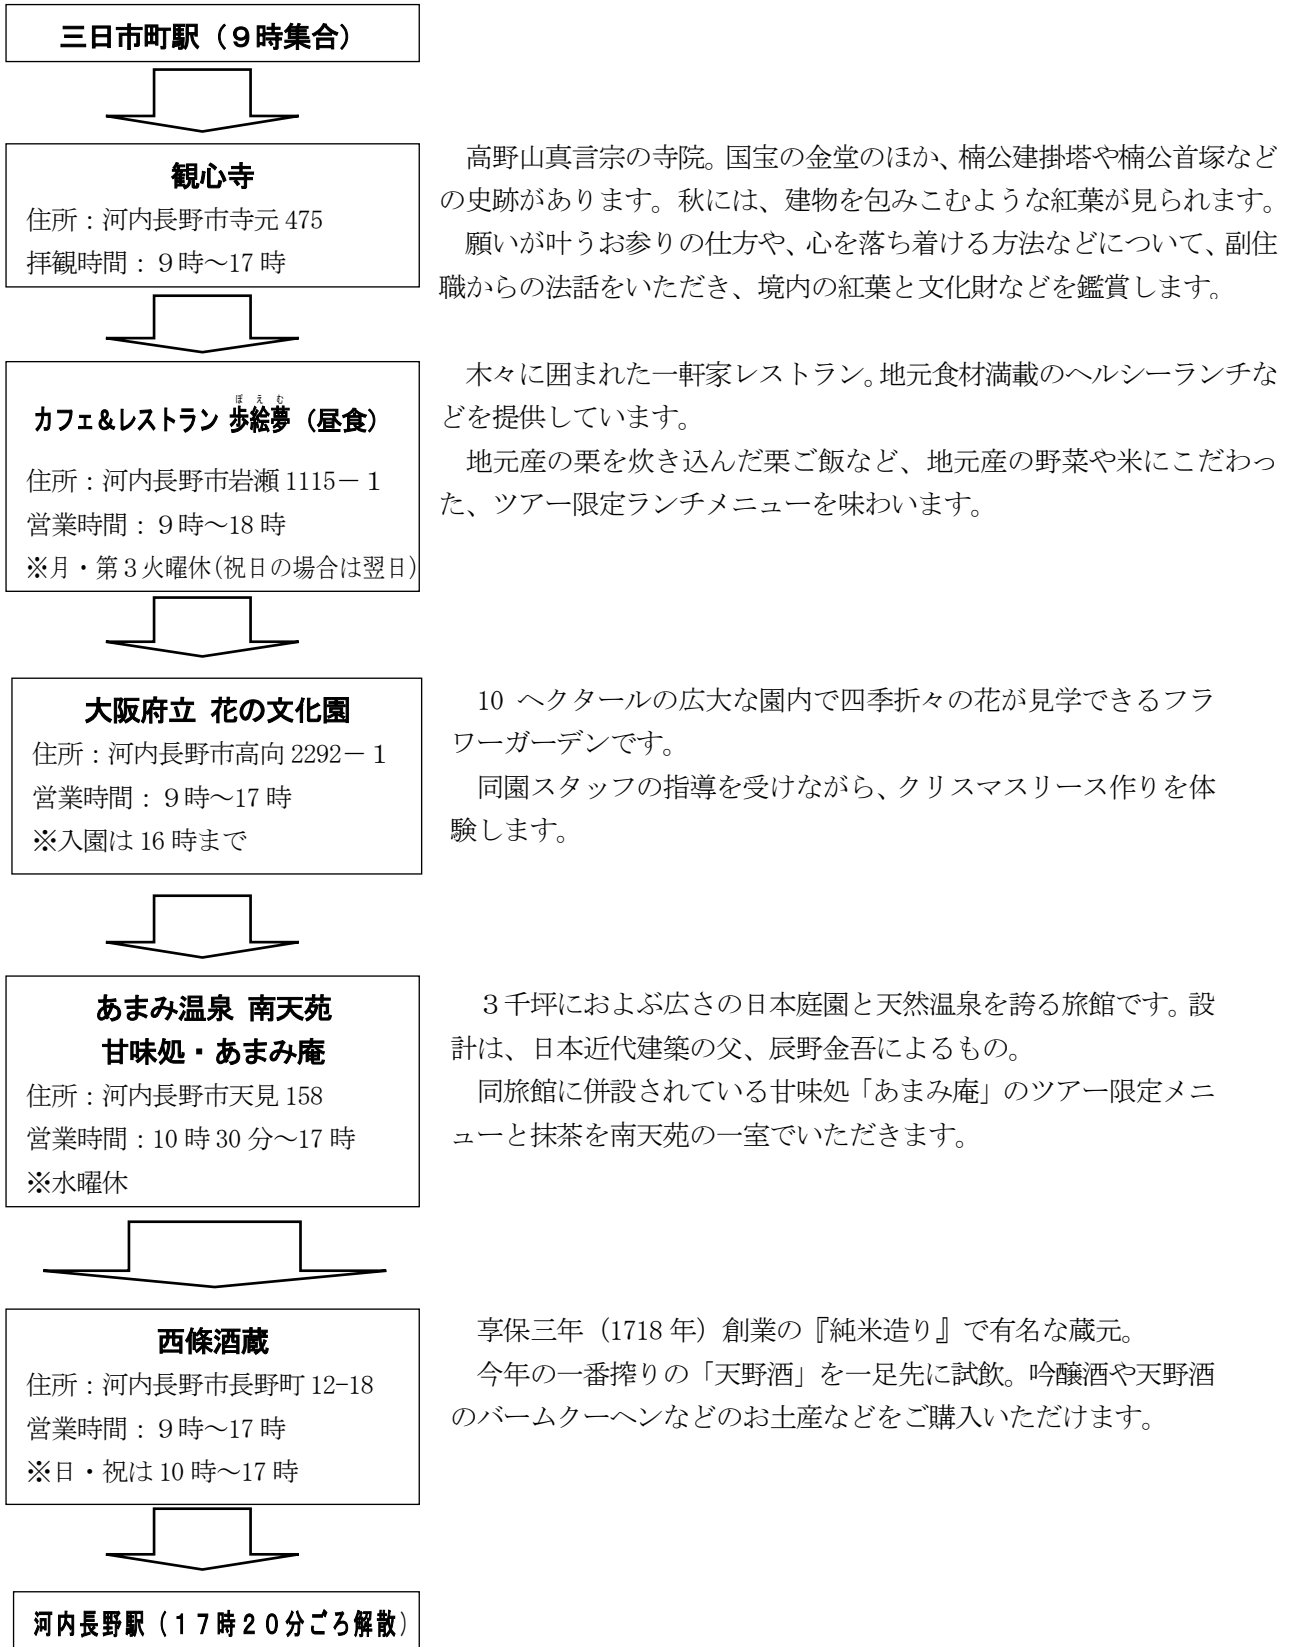 三日市町駅（９時集合）
観心寺
住所：河内長野市寺元 475
拝観時間：９時～17 時
高野山真言宗の寺院。国宝の金堂のほか、楠公建掛塔や楠公首塚など
の史跡があります。秋には、建物を包みこむような紅葉が見られます。
願いが叶うお参りの仕方や、心を落ち着ける方法などについて、副住
職からの法話をいただき、境内の紅葉と文化財などを鑑賞します。
ぽえむ
カフェ＆レストラン 歩絵夢（昼食）
住所：河内長野市岩瀬 1115－１
営業時間：９時～18 時
※月・第３火曜休(祝日の場合は翌日)
木々に囲まれた一軒家レストラン。地元食材満載のヘルシーランチな
どを提供しています。
地元産の栗を炊き込んだ栗ご飯など、地元産の野菜や米にこだわっ
た、ツアー限定ランチメニューを味わいます。
大阪府立 花の文化園
住所：河内長野市高向 2292－１
営業時間：９時～17 時
※入園は 16 時まで
10 ヘクタールの広大な園内で四季折々の花が見学できるフラ
ワーガーデンです。
同園スタッフの指導を受けながら、クリスマスリース作りを体
験します。
あまみ温泉 南天苑
甘味処・あまみ庵
住所：河内長野市天見 158
営業時間：10 時 30 分～17 時
※水曜休
３千坪におよぶ広さの日本庭園と天然温泉を誇る旅館です。設
計は、日本近代建築の父、辰野金吾によるもの。
同旅館に併設されている甘味処「あまみ庵」のツアー限定メニ
ューと抹茶を南天苑の一室でいただきます。
西條酒蔵
住所：河内長野市長野町 12-18
営業時間：９時～17 時
※日・祝は 10 時～17 時
享保三年（1718 年）創業の『純米造り』で有名な蔵元。
今年の一番搾りの「天野酒」を一足先に試飲。吟醸酒や天野酒
のバームクーヘンなどのお土産などをご購入いただけます。
河内長野駅（１７時２０分ごろ解散）